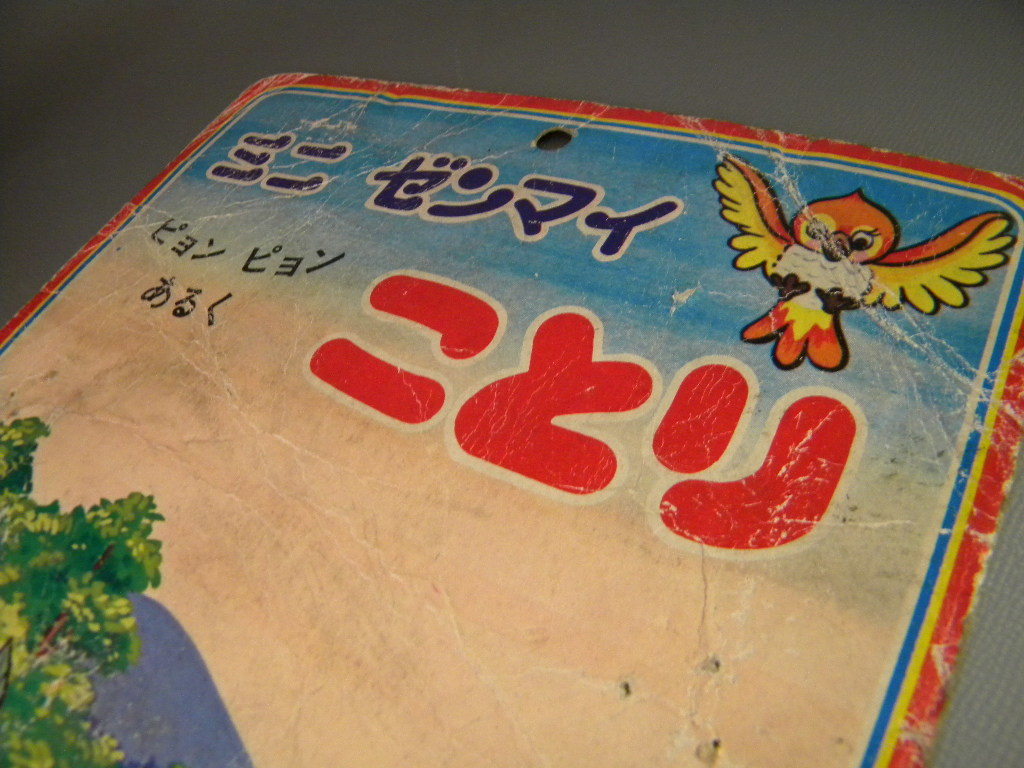 ミニ ゼンマイ
ピョン ピョン
あるく
ことり